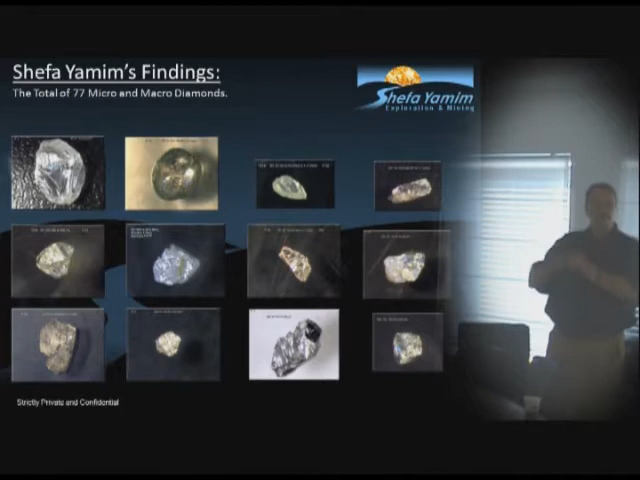 Shefa Yamim's Findings:
The Total of 77 Micro and Macro Diamonds.
Shefa Yamim
Exploration & Mining
Strictly Private and Confidential